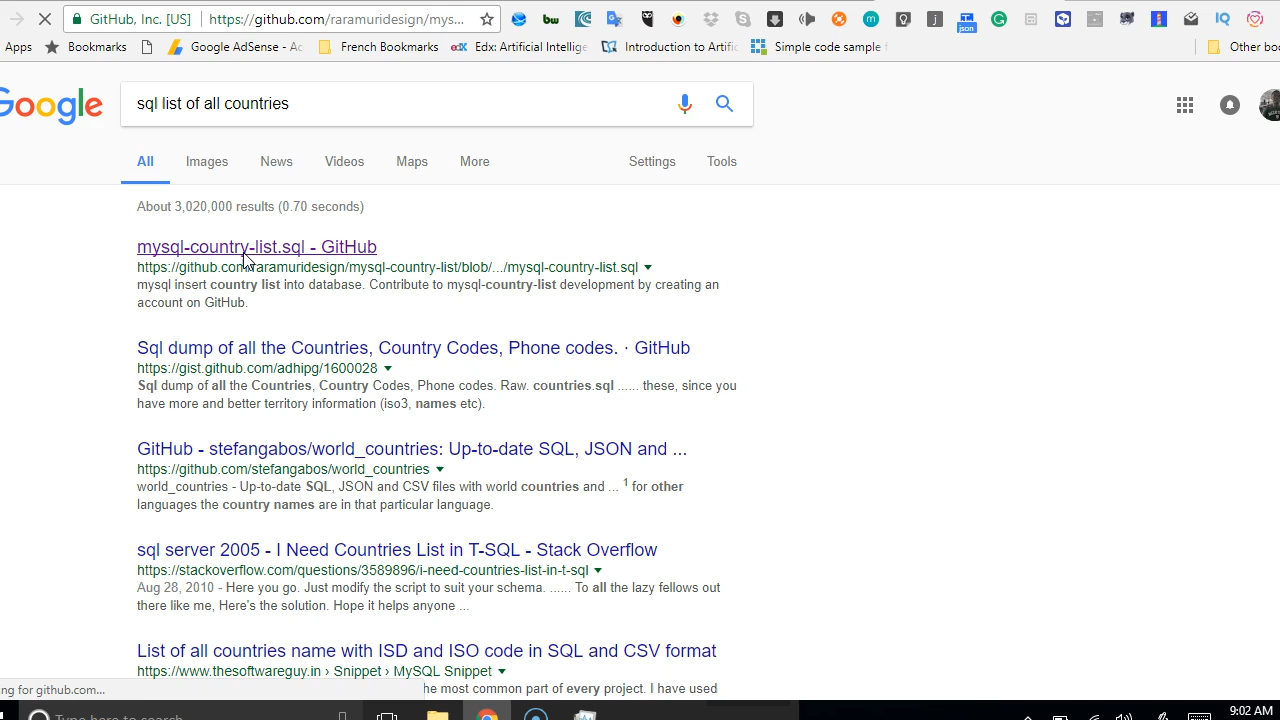 GitHub, Inc. [US]
https://github.com/raramuridesign/mys...
bw
j
m
json
IQ
Apps
Bookmarks
Google AdSense - Ac
French Bookmarks
edX
Edx: Artificial Intellige
Introduction to Artific
Simple code sample f
Other boo
Google
sql list of all countries
All
Images
News
Videos
Maps
More
Settings
Tools
About 3,020,000 results (0.70 seconds)
mysql-country-list.sql - GitHub
https://github.com/raramuridesign/mysql-country-list/blob/.../mysql-country-list.sql
mysql insert country list into database. Contribute to mysql-country-list development by creating an
account on GitHub.
Sql dump of all the Countries, Country Codes, Phone codes. · GitHub
https://gist.github.com/adhipg/1600028
Sql dump of all the Countries, Country Codes, Phone codes. Raw. countries.sql ...... these, since you
have more and better territory information (iso3, names etc).
GitHub - stefangabos/world_countries: Up-to-date SQL, JSON and ...
https://github.com/stefangabos/world_countries
world_countries - Up-to-date SQL, JSON and CSV files with world countries and ... ¹ for other
languages the country names are in that particular language.
sql server 2005 - I Need Countries List in T-SQL - Stack Overflow
https://stackoverflow.com/questions/3589896/i-need-countries-list-in-t-sql
Aug 28, 2010 - Here you go. Just modify the script to suit your schema. ...... To all the lazy fellows out
there like me, Here's the solution. Hope it helps anyone ...
List of all countries name with ISD and ISO code in SQL and CSV format
https://www.thesoftwareguy.in › Snippet › MySQL Snippet
he most common part of every project. I have used
ng for github.com...
Type here to search
9:02 AM